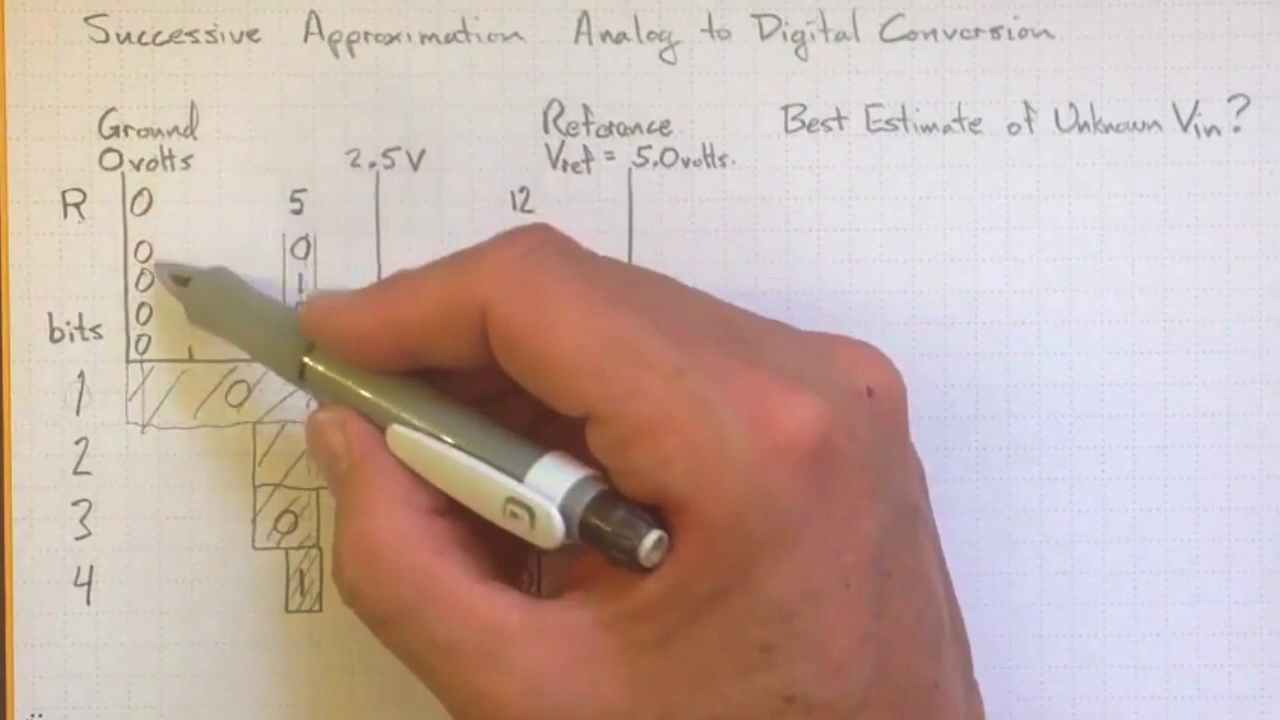 Successive Approximation Analog to Digital Conversion
Ground Reference Best Estimate of Unknown Vin?
0 volts 2.5V Vref = 5.0 volts.
R 0 5 12
0 0
0 1
0
bits 0
1 0
2
3 0
4 1